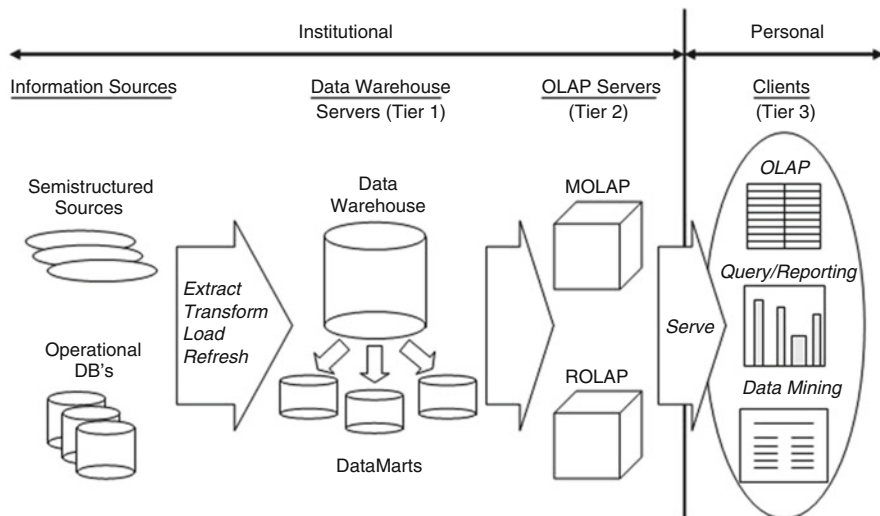 Institutional
Personal
Information Sources
Data Warehouse
Servers (Tier 1)
OLAP Servers
(Tier 2)
Clients
(Tier 3)
Semistructured
Sources
Operational
DB's
Extract
Transform
Load
Refresh
Data
Warehouse
DataMarts
MOLAP
ROLAP
Serve
OLAP
Query/Reporting
Data Mining